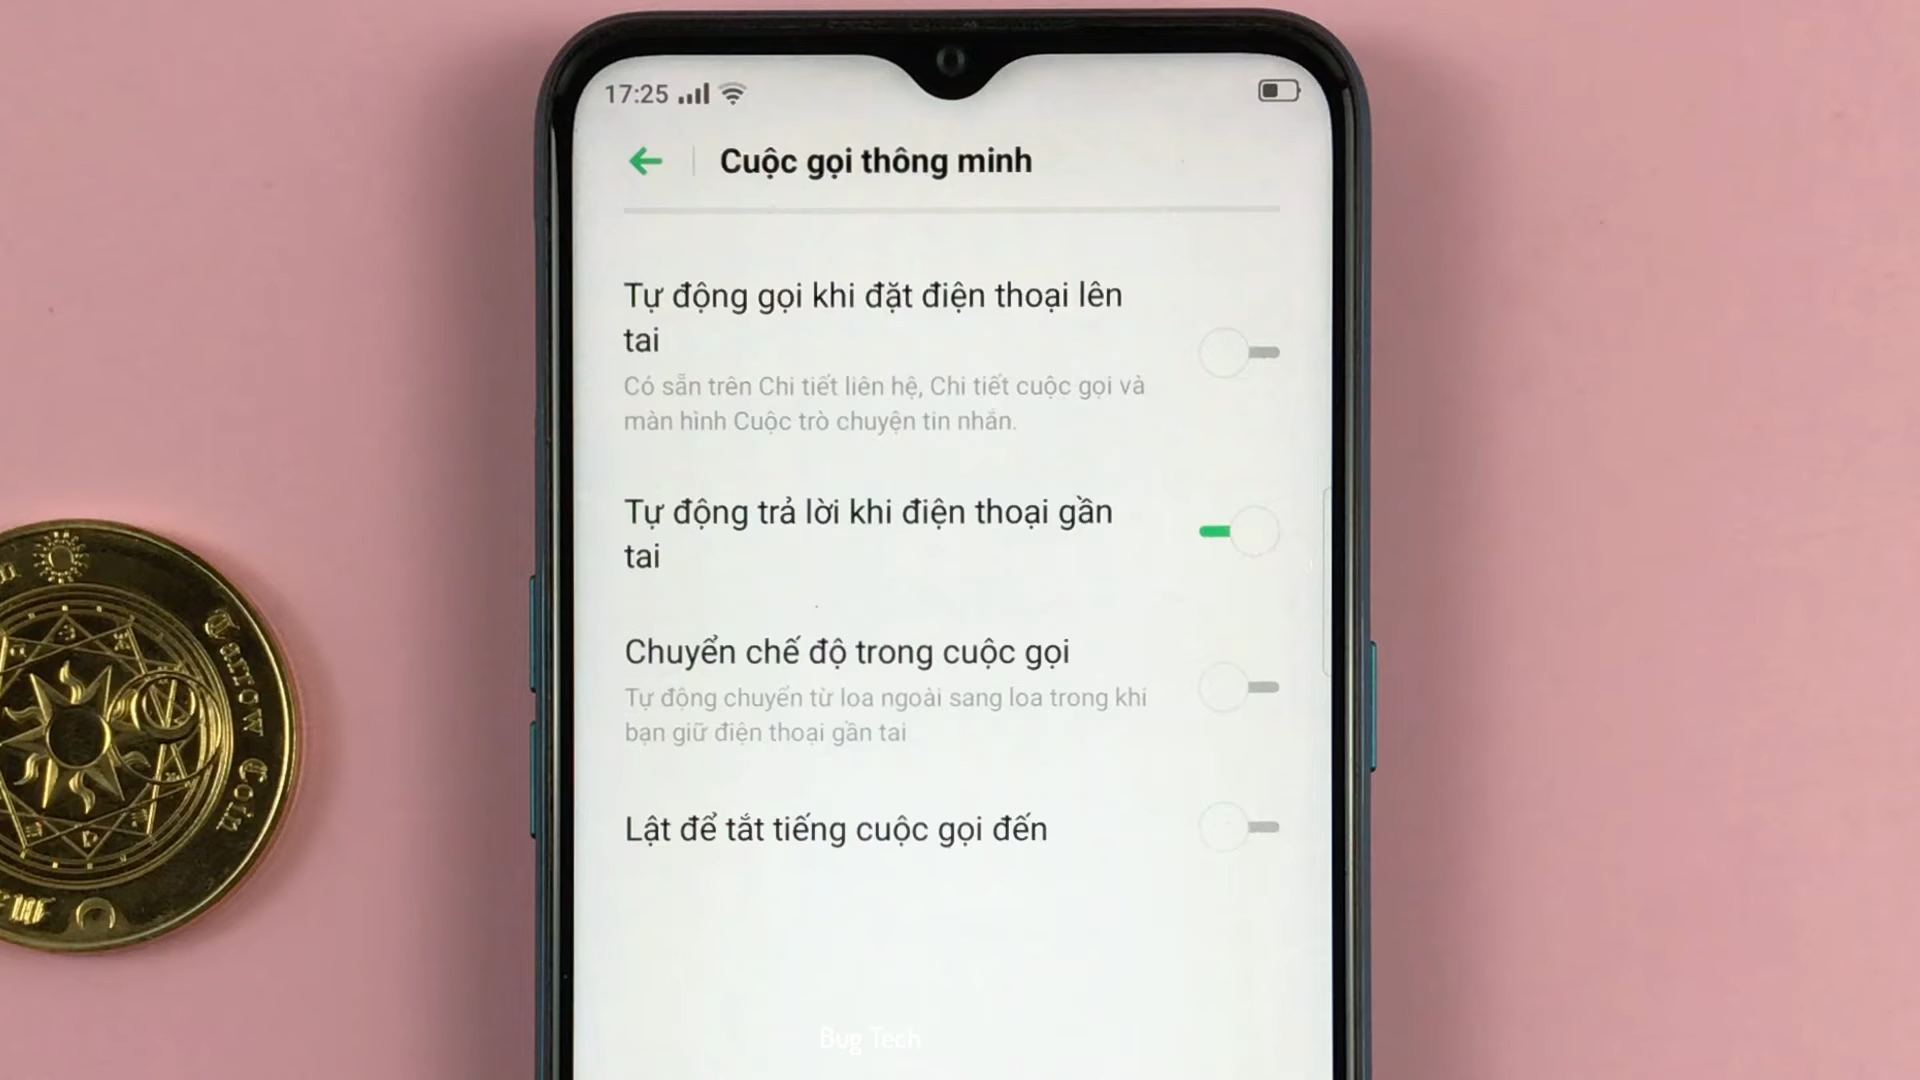 17:25
Cuộc gọi thông minh
Tự động gọi khi đặt điện thoại lên
tai
Có sẵn trên Chi tiết liên hệ, Chi tiết cuộc gọi và
màn hình Cuộc trò chuyện tin nhắn.
Tự động trả lời khi điện thoại gần
tai
Chuyển chế độ trong cuộc gọi
Tự động chuyển từ loa ngoài sang loa trong khi
bạn giữ điện thoại gần tai
Lật để tắt tiếng cuộc gọi đến
Tarrow Coin
Bug Tech